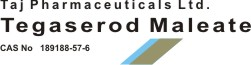 Taj Pharmaceuticals Ltd.
Tegaserod Maleate
CAS No 189188-57-6